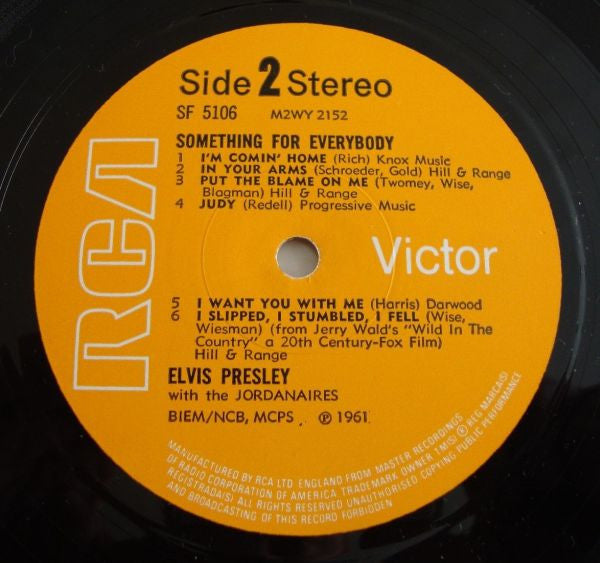 Side 2 Stereo
SF 5106 M2WY 2152
SOMETHING FOR EVERYBODY
1 I'M COMIN' HOME (Rich) Knox Music
2 IN YOUR ARMS (Schroeder, Gold) Hill & Range
3 PUT THE BLAME ON ME (Twomey, Wise,
Blagman) Hill & Range
4 JUDY (Redell) Progressive Music
RCA
Victor
5 I WANT YOU WITH ME (Harris) Darwood
6 I SLIPPED, I STUMBLED, I FELL (Wise,
Wiesman) (from Jerry Wald's "Wild In The
Country" a 20th Century-Fox Film)
Hill & Range
ELVIS PRESLEY
with the JORDANAIRES
BIEM/NCB, MCPS . ℗ 1961
MANUFACTURED BY RCA LTD ENGLAND FROM MASTER RECORDINGS
OF RADIO CORPORATION OF AMERICA TRADEMARK OWNER TM(S) ® REG MARCA(S)
REGISTRADA(S) ALL RIGHTS RESERVED UNAUTHORISED COPYING PUBLIC PERFORMANCE
AND BROADCASTING OF THIS RECORD FORBIDDEN